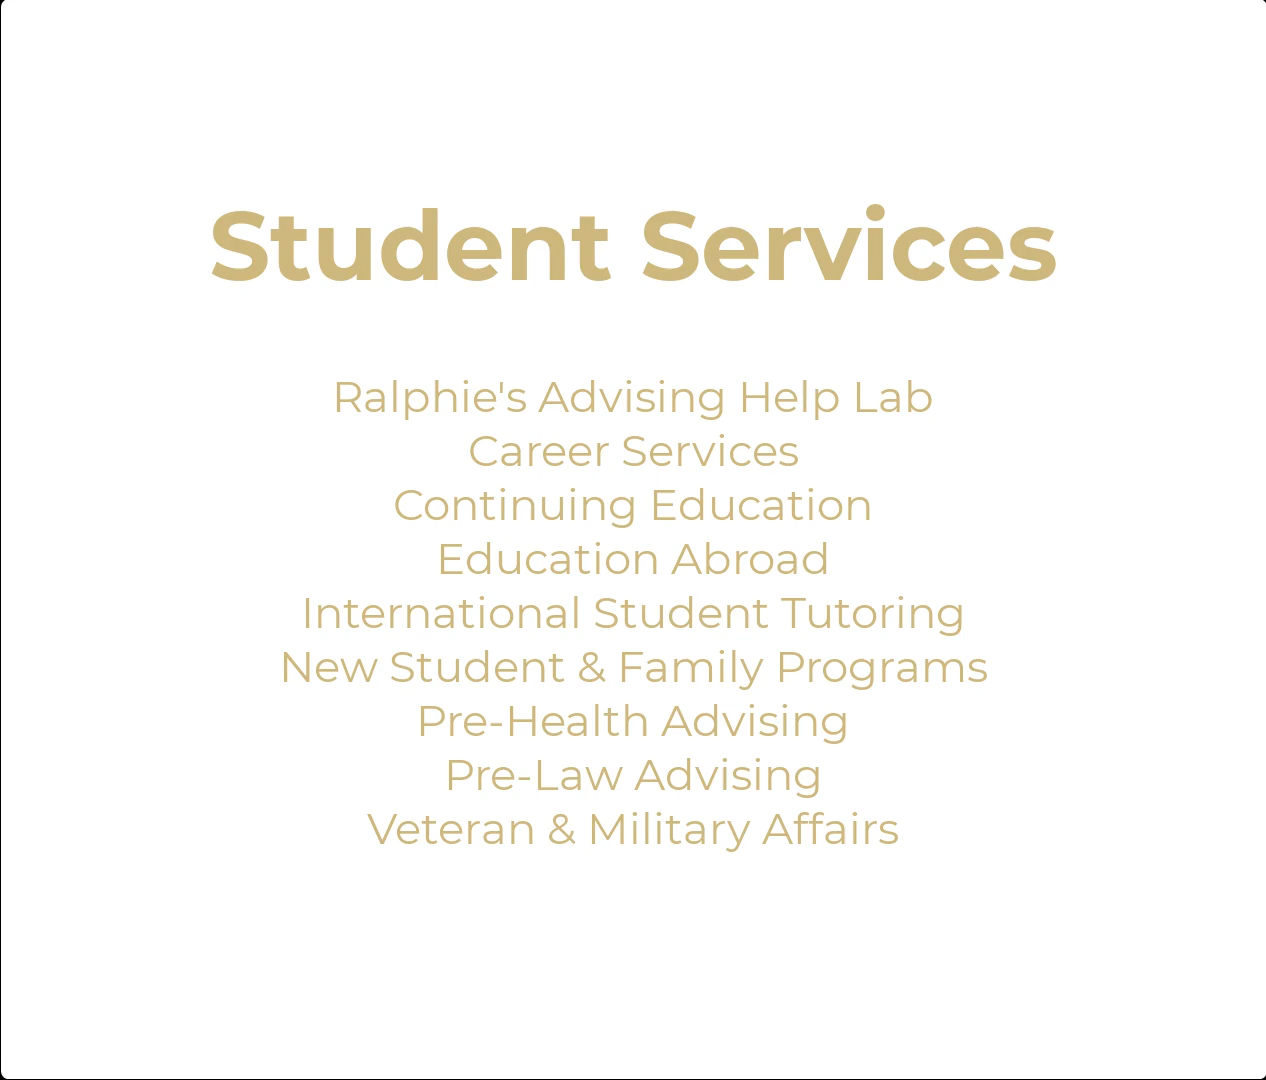 Student Services
Ralphie's Advising Help Lab
Career Services
Continuing Education
Education Abroad
International Student Tutoring
New Student & Family Programs
Pre-Health Advising
Pre-Law Advising
Veteran & Military Affairs